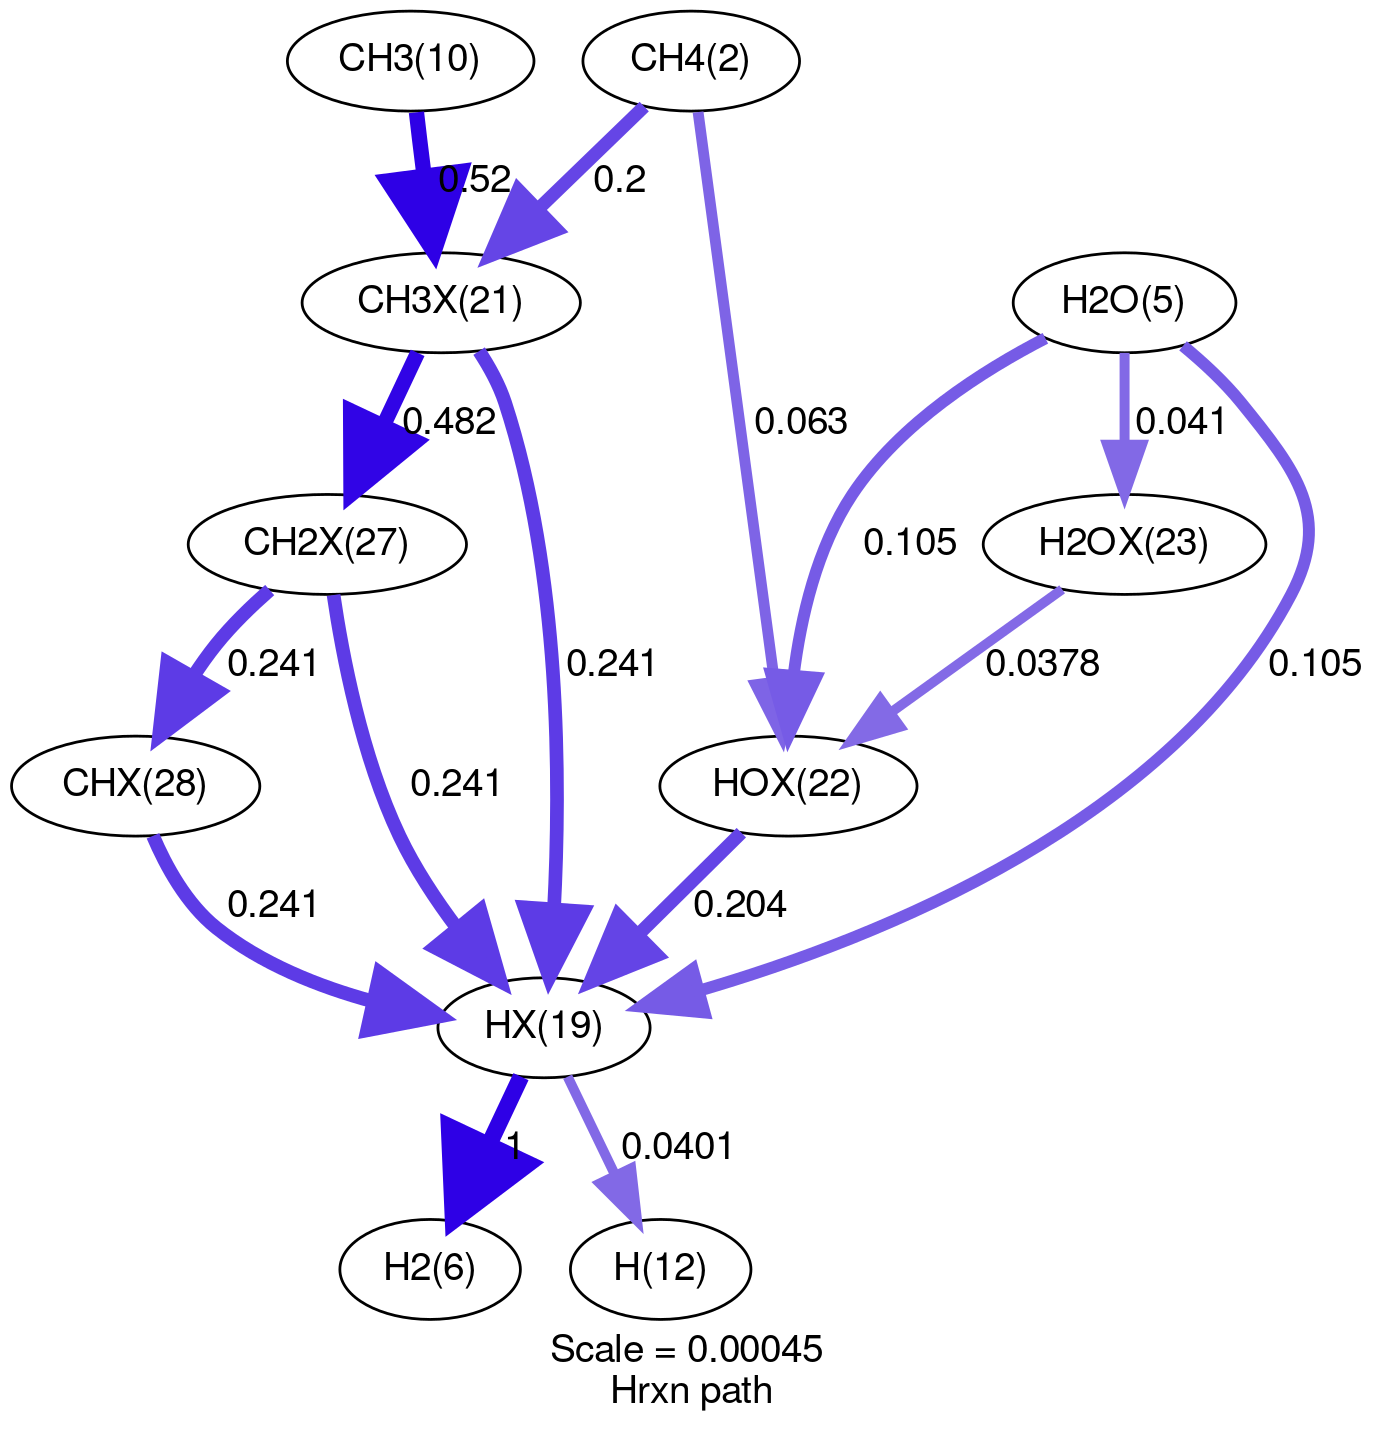 CH3(10)
CH4(2)
0.52
0.2
CH3X(21)
H2O(5)
0.482
0.063
0.041
CH2X(27)
0.105
H2OX(23)
0.241
0.241
0.0378
0.105
CHX(28)
0.241
HOX(22)
0.241
0.204
HX(19)
1
0.0401
H2(6)
H(12)
Scale = 0.00045
Hrxn path